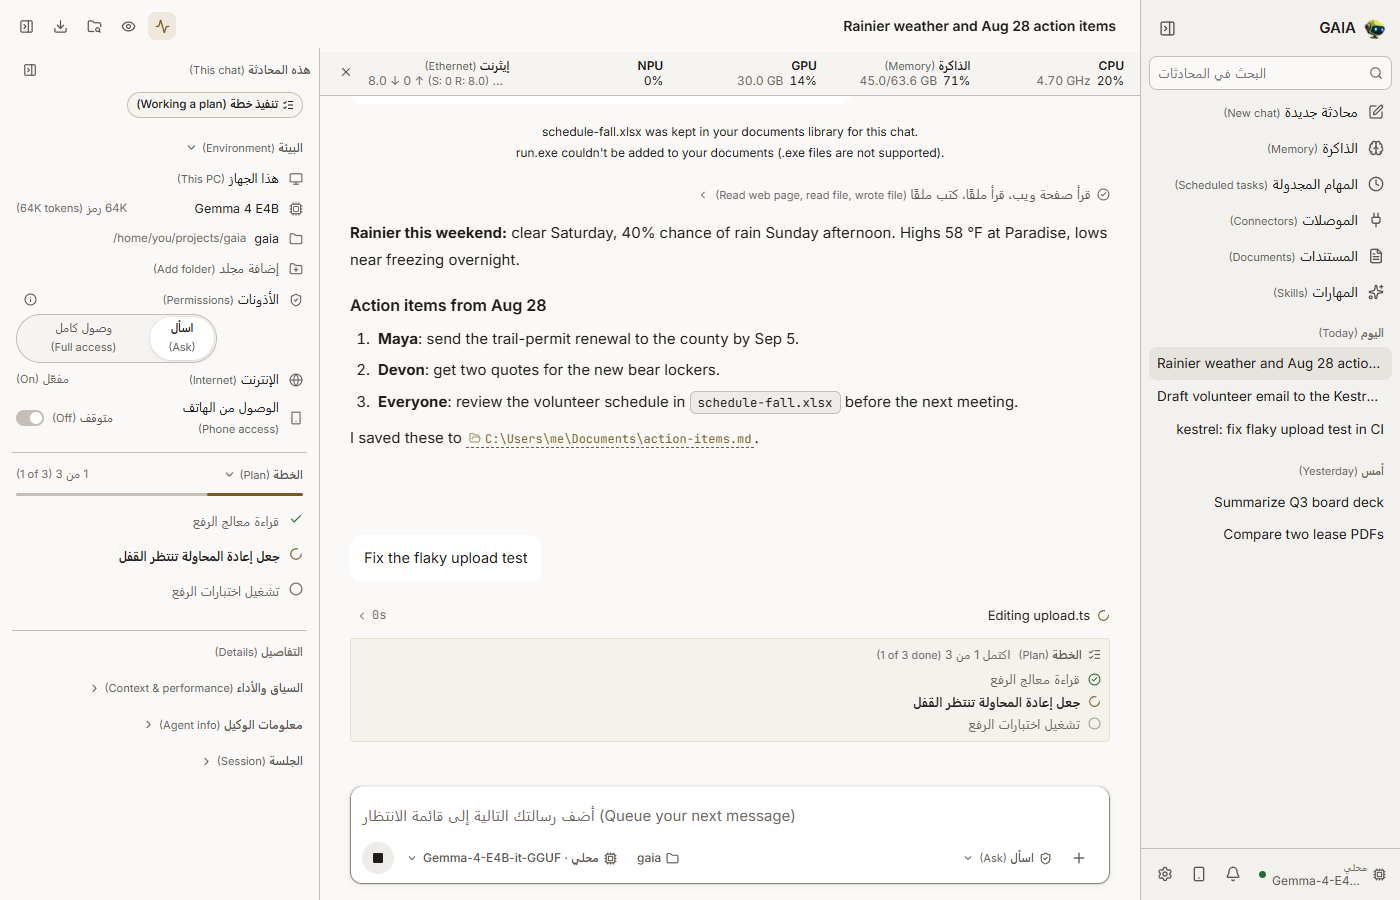 GAIA
البحث في المحادثات
محادثة جديدة (New chat)
الذاكرة (Memory)
المهام المجدولة (Scheduled tasks)
الموصلات (Connectors)
المستندات (Documents)
المهارات (Skills)
اليوم (Today)
Rainier weather and Aug 28 actio...
Draft volunteer email to the Kestr...
kestrel: fix flaky upload test in CI
أمس (Yesterday)
Summarize Q3 board deck
Compare two lease PDFs
محلي
Gemma-4-E4...
Rainier weather and Aug 28 action items
CPU
4.70 GHz 20%
الذاكرة (Memory)
45.0/63.6 GB 71%
GPU
30.0 GB 14%
NPU
0%
إيثرنت (Ethernet)
8.0 ↓ 0 ↑ (S: 0 R: 8.0) ...
schedule-fall.xlsx was kept in your documents library for this chat.
run.exe couldn't be added to your documents (.exe files are not supported).
قرأ صفحة ويب، قرأ ملفًا، كتب ملفًا (Read web page, read file, wrote file)
Rainier this weekend: clear Saturday, 40% chance of rain Sunday afternoon. Highs 58 °F at Paradise, lows
near freezing overnight.
Action items from Aug 28
1. Maya: send the trail-permit renewal to the county by Sep 5.
2. Devon: get two quotes for the new bear lockers.
3. Everyone: review the volunteer schedule in schedule-fall.xlsx before the next meeting.
I saved these to C:\Users\me\Documents\action-items.md.
Fix the flaky upload test
Editing upload.ts
0s
الخطة (Plan) اكتمل 1 من 3 (1 of 3 done)
قراءة معالج الرفع
جعل إعادة المحاولة تنتظر القفل
تشغيل اختبارات الرفع
أضف رسالتك التالية إلى قائمة الانتظار (Queue your next message)
اسأل (Ask)
gaia
محلي · Gemma-4-E4B-it-GGUF
هذه المحادثة (This chat)
تنفيذ خطة (Working a plan)
البيئة (Environment)
هذا الجهاز (This PC)
Gemma 4 E4B
64K رمز (64K tokens)
gaia /home/you/projects/gaia
إضافة مجلد (Add folder)
الأذونات (Permissions)
اسأل
(Ask)
وصول كامل
(Full access)
الإنترنت (Internet)
مفعّل (On)
الوصول من الهاتف
(Phone access)
متوقف (Off)
الخطة (Plan)
1 من 3 (1 of 3)
قراءة معالج الرفع
جعل إعادة المحاولة تنتظر القفل
تشغيل اختبارات الرفع
التفاصيل (Details)
السياق والأداء (Context & performance)
معلومات الوكيل (Agent info)
الجلسة (Session)